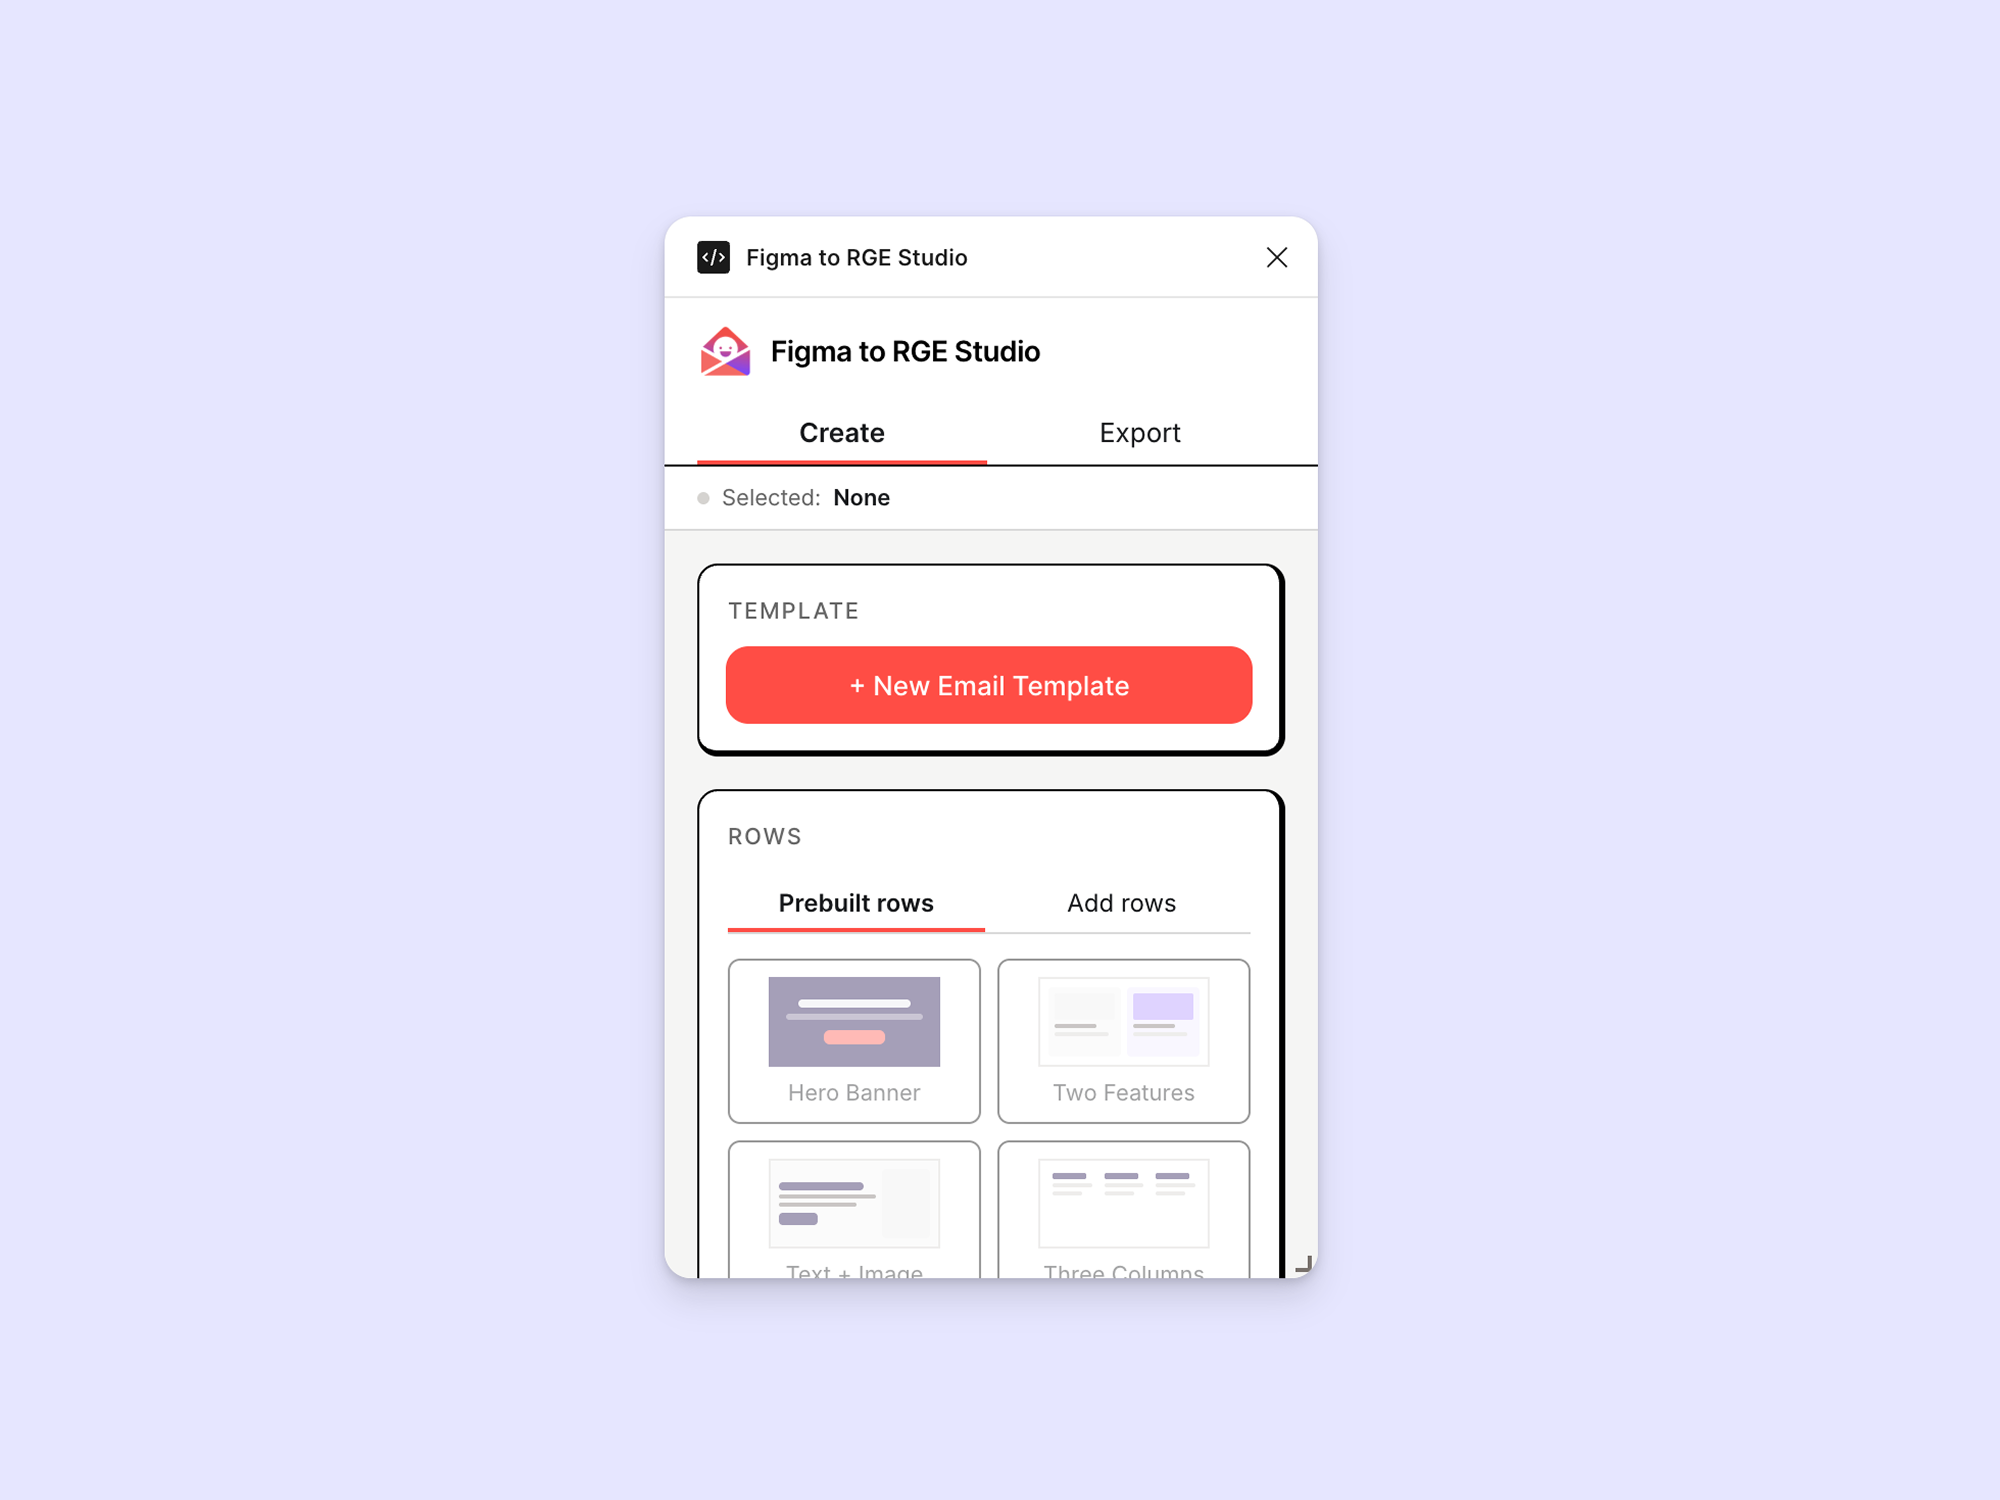 </> Figma to RGE Studio
Figma to RGE Studio
Create Export
Selected: None
TEMPLATE
+ New Email Template
ROWS
Prebuilt rows Add rows
Hero Banner Two Features
Text + Image Three Columns